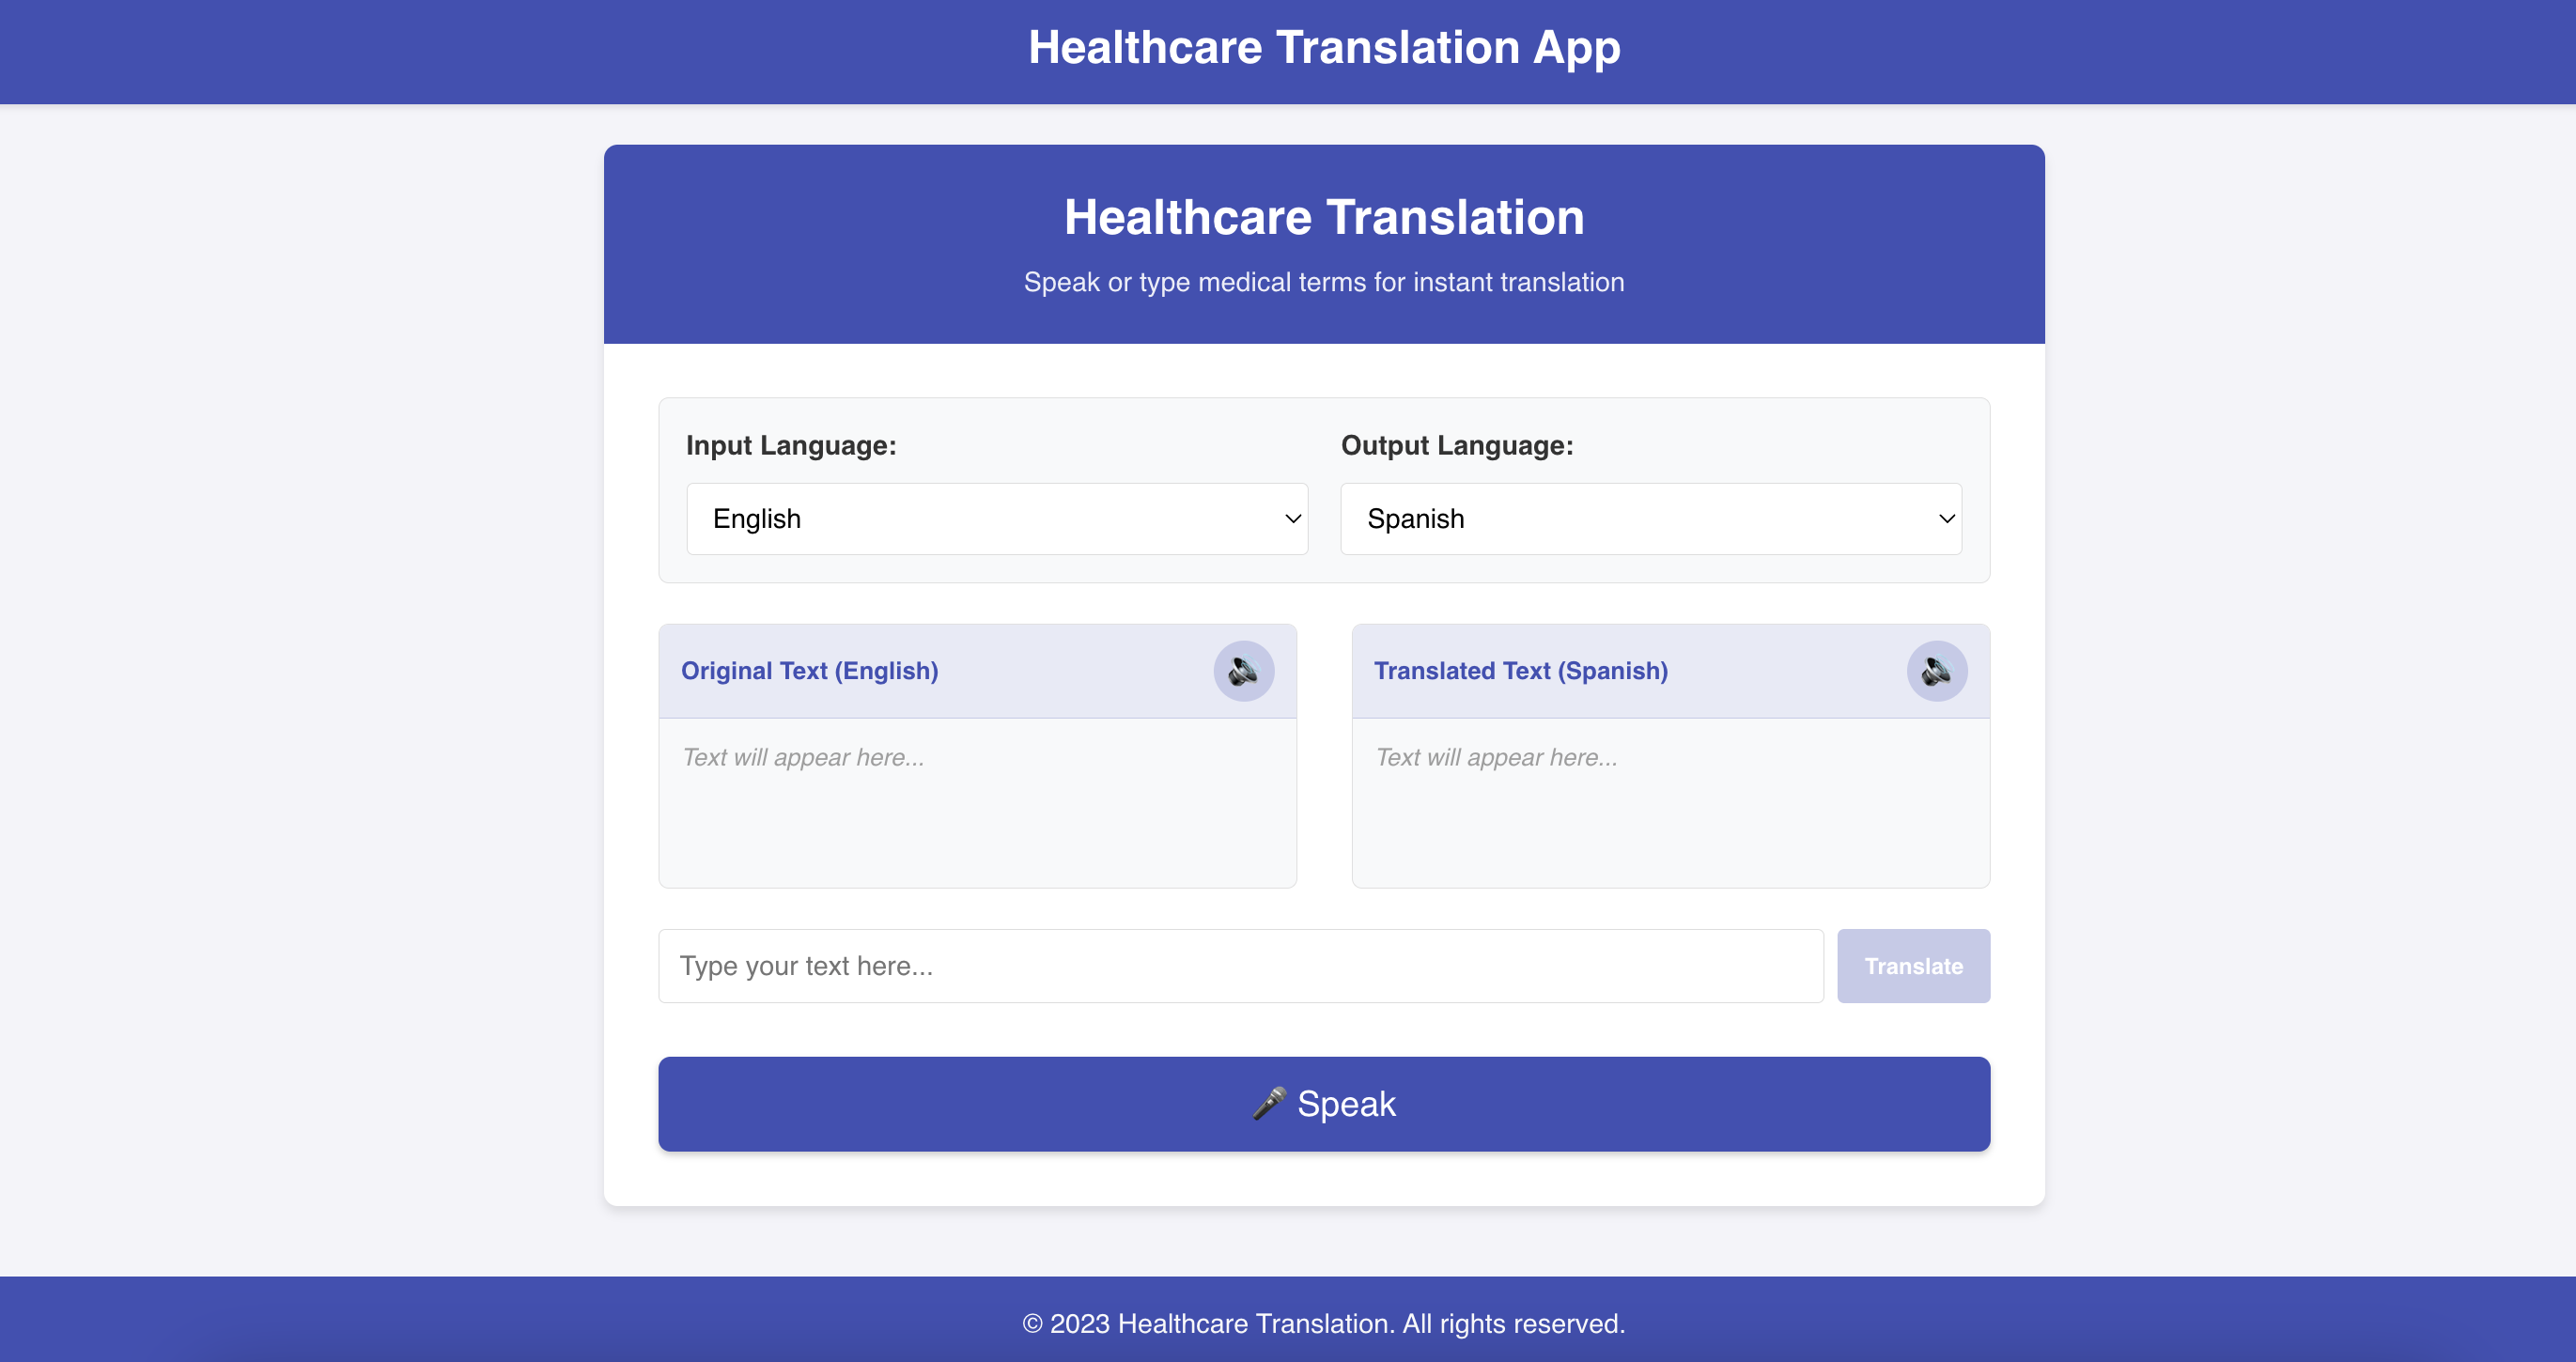 Healthcare Translation App
Healthcare Translation
Speak or type medical terms for instant translation
Input Language:
Output Language:
English
Spanish
Original Text (English)
Translated Text (Spanish)
Text will appear here...
Text will appear here...
Type your text here...
Translate
Speak
© 2023 Healthcare Translation. All rights reserved.